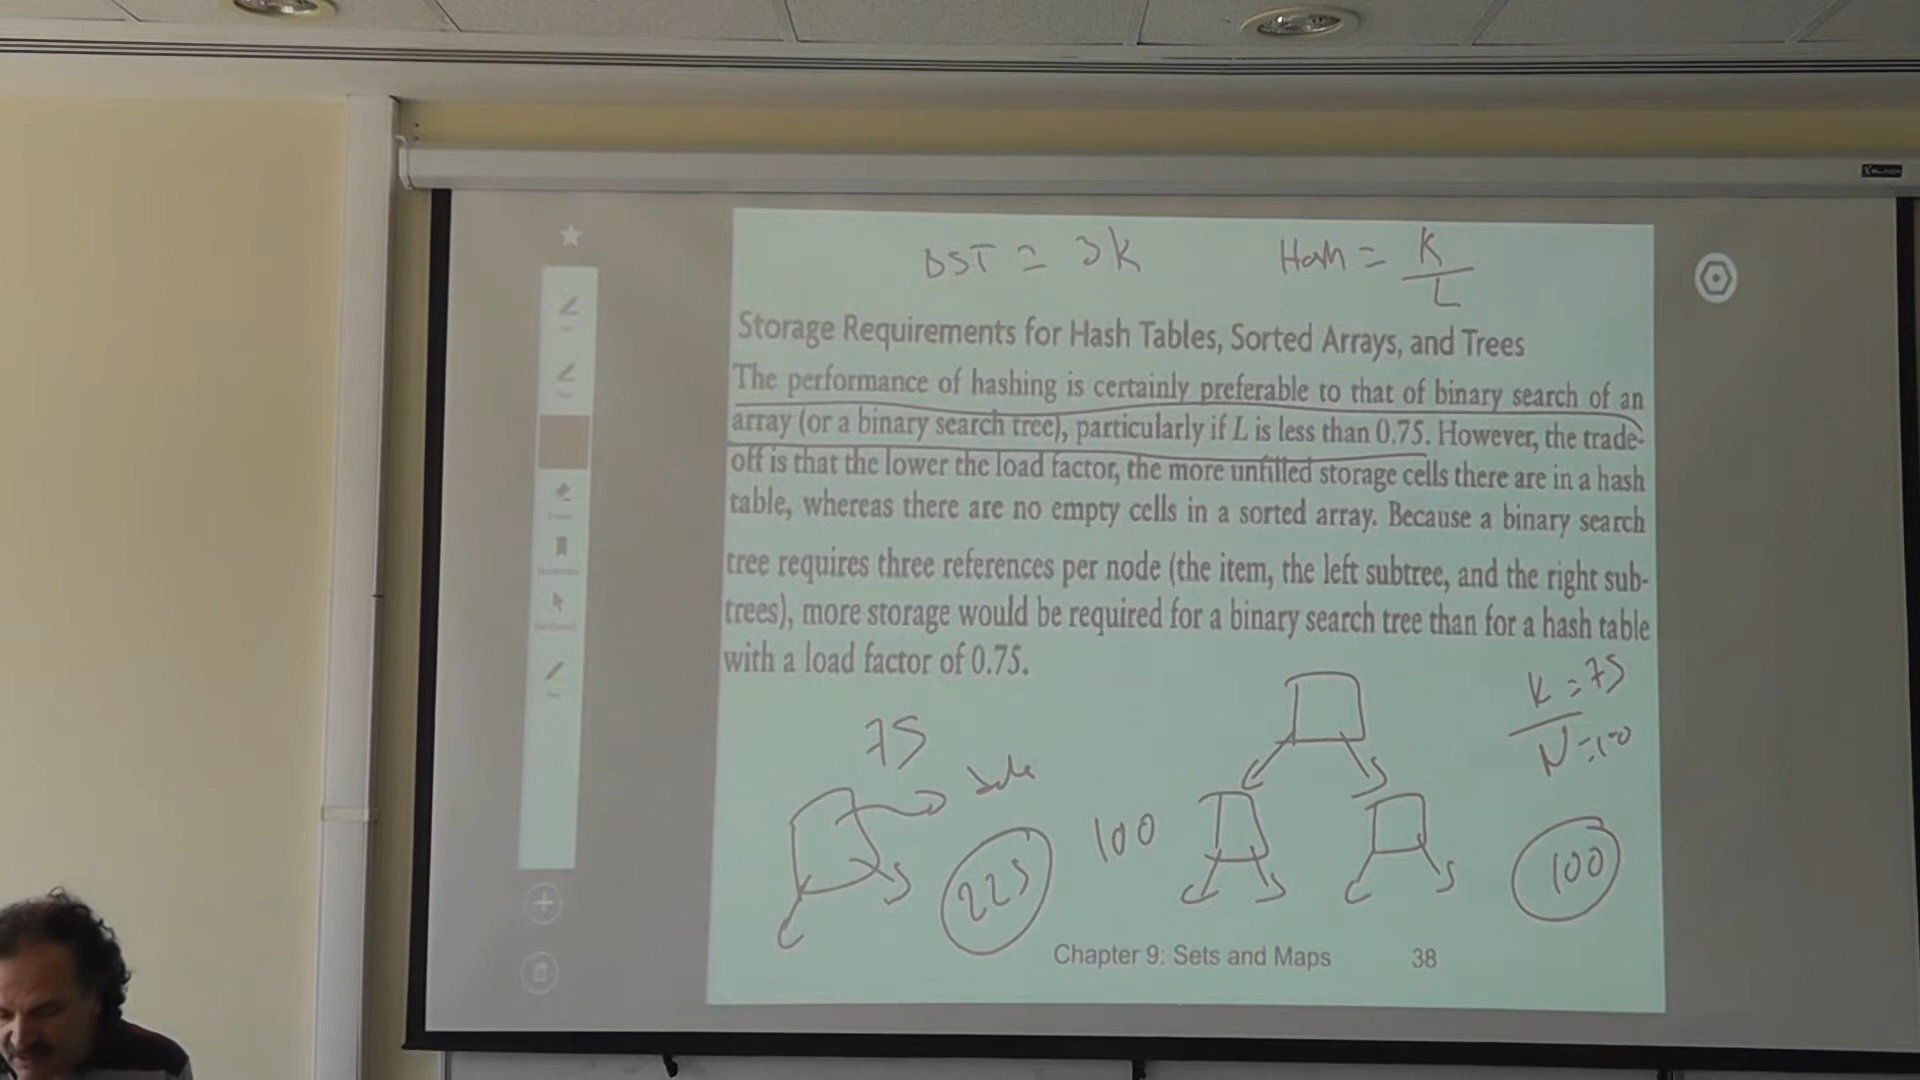 BST ≃ 3K
Hash = K / L
Storage Requirements for Hash Tables, Sorted Arrays, and Trees
The performance of hashing is certainly preferable to that of binary search of an
array (or a binary search tree), particularly if L is less than 0.75. However, the trade-
off is that the lower the load factor, the more unfilled storage cells there are in a hash
table, whereas there are no empty cells in a sorted array. Because a binary search
tree requires three references per node (the item, the left subtree, and the right sub-
trees), more storage would be required for a binary search tree than for a hash table
with a load factor of 0.75.
K = 75
N = 100
75
100
225
100
Chapter 9: Sets and Maps
38